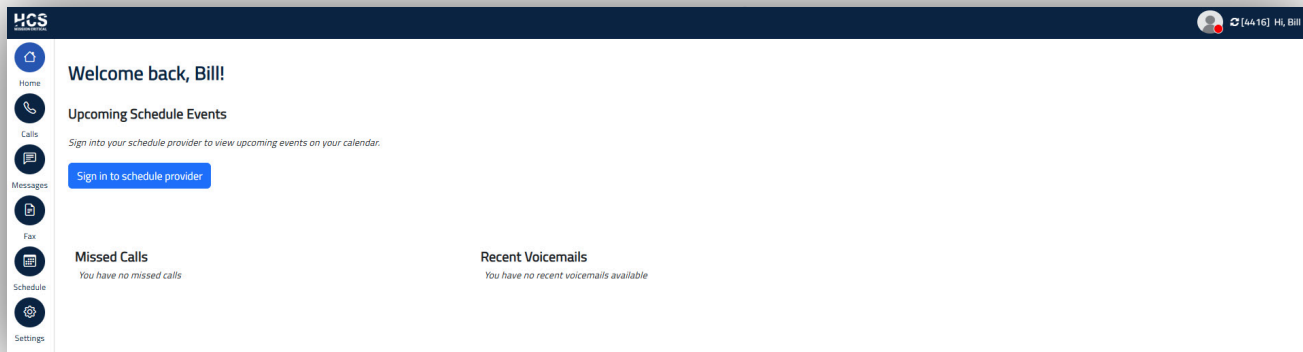 HCS
MISSION CRITICAL
[4416] Hi, Bill
Home
Calls
Messages
Fax
Schedule
Settings
Welcome back, Bill!
Upcoming Schedule Events
Sign into your schedule provider to view upcoming events on your calendar.
Sign in to schedule provider
Missed Calls
You have no missed calls
Recent Voicemails
You have no recent voicemails available